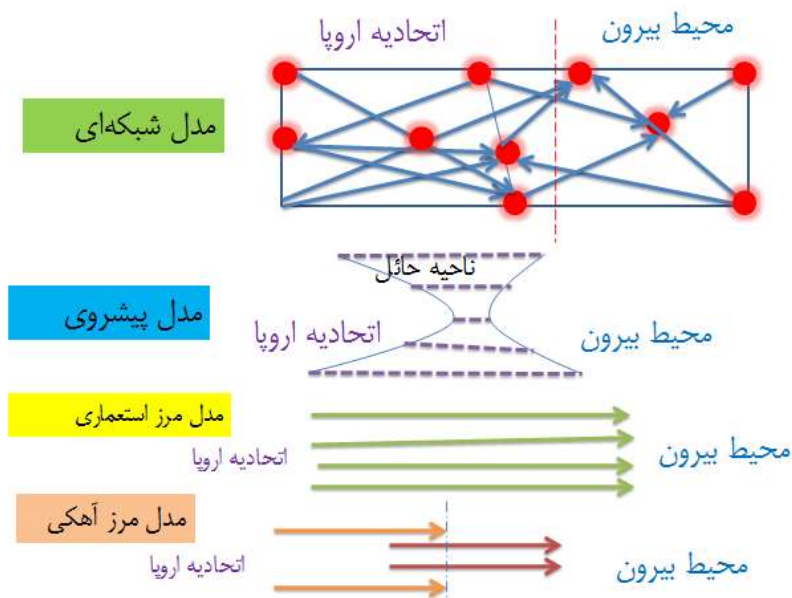 محیط بیرون
اتحادیه اروپا
مدل شبکه‌ای
ناحیه حائل
مدل پیشروی
محیط بیرون
اتحادیه اروپا
مدل مرز استعماری
محیط بیرون
اتحادیه اروپا
مدل مرز آهکی
محیط بیرون
اتحادیه اروپا